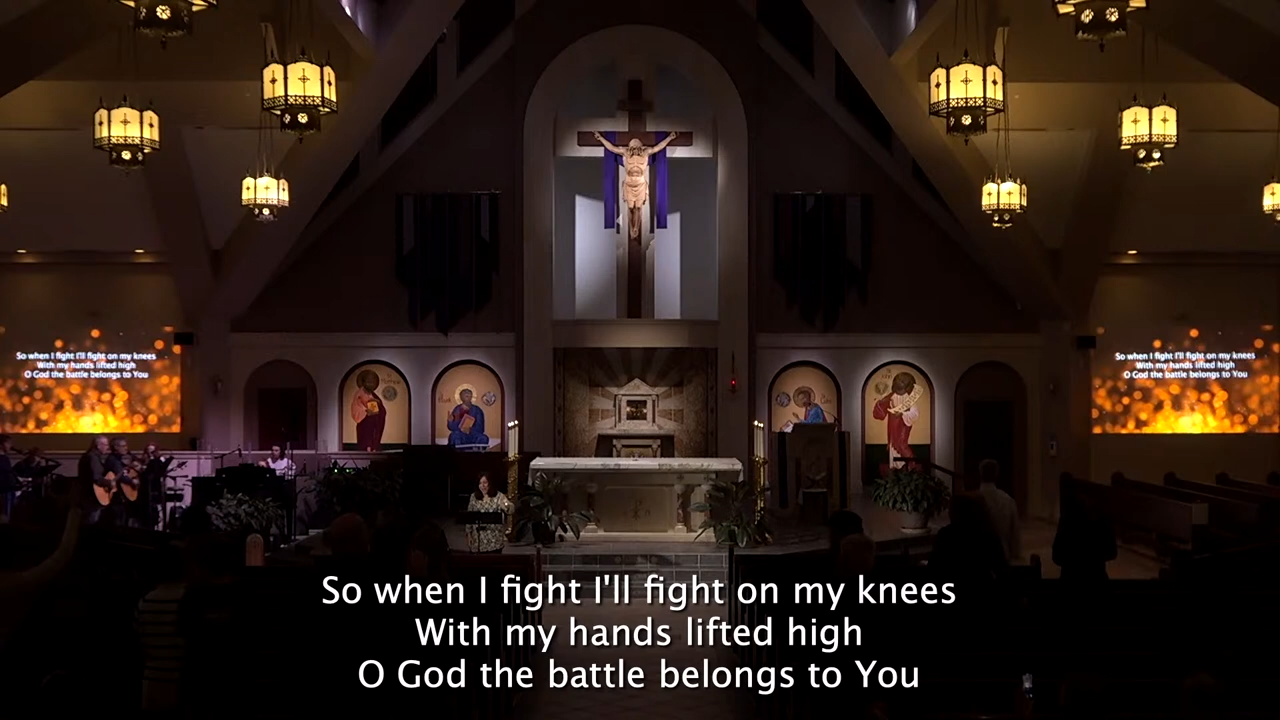 So when I fight I'll fight on my knees
With my hands lifted high
O God the battle belongs to You
So when I fight I'll fight on my knees
With my hands lifted high
O God the battle belongs to You
So when I fight I'll fight on my knees
With my hands lifted high
O God the battle belongs to You